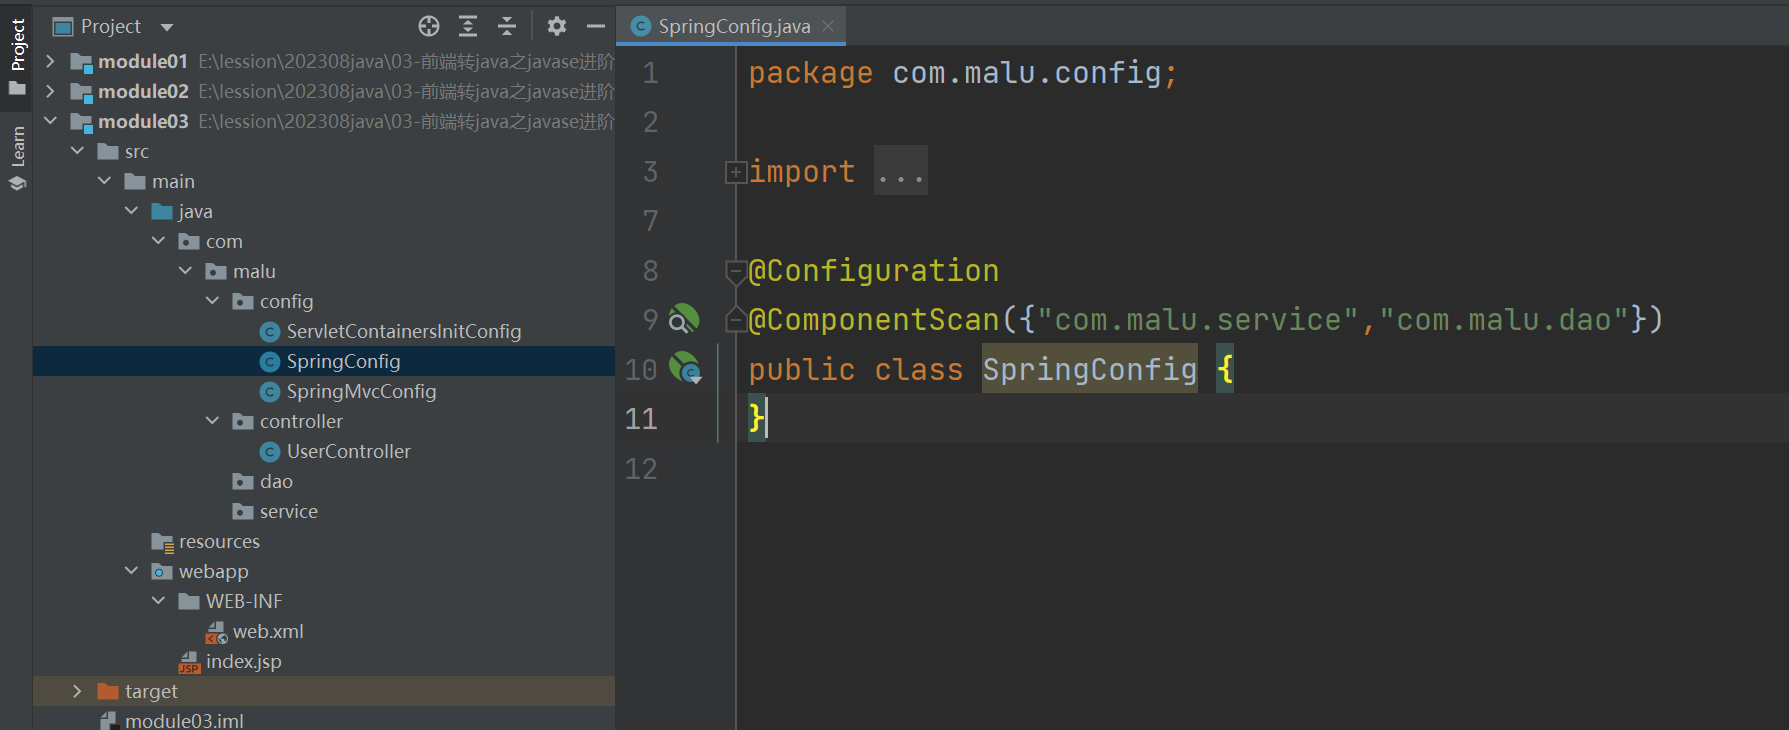 Project
Learn
Project
module01 E:\lession\202308java\03-前端转java之javase进阶
module02 E:\lession\202308java\03-前端转java之javase进阶
module03 E:\lession\202308java\03-前端转java之javase进阶
src
main
java
com
malu
config
ServletContainersInitConfig
SpringConfig
SpringMvcConfig
controller
UserController
dao
service
resources
webapp
WEB-INF
web.xml
index.jsp
target
module03.iml
SpringConfig.java
1 package com.malu.config;
2
3 import ...
7
8 @Configuration
9 @ComponentScan({"com.malu.service","com.malu.dao"})
10 public class SpringConfig {
11 }
12